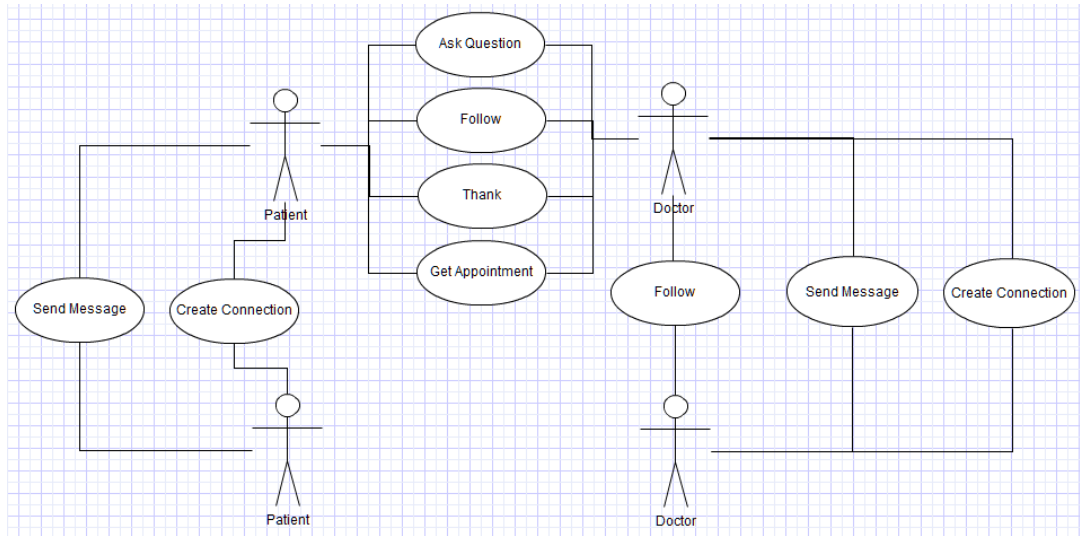 Ask Question
Follow
Thank
Patient
Doctor
Get Appointment
Send Message
Create Connection
Follow
Send Message
Create Connection
Patient
Doctor